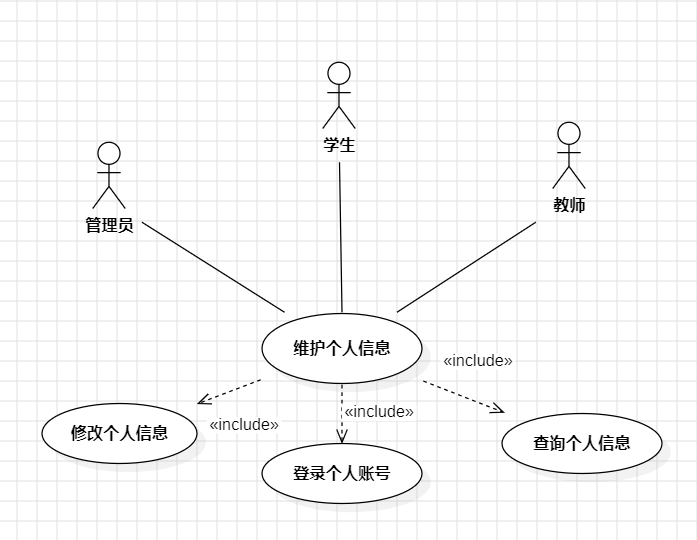 学生
教师
管理员
维护个人信息
«include»
«include»
«include»
修改个人信息
查询个人信息
登录个人账号